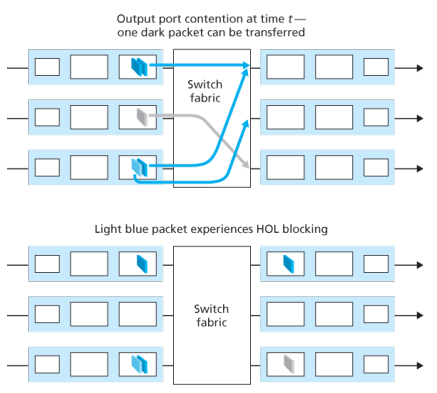 Output port contention at time t—
one dark packet can be transferred
Switch
fabric
Light blue packet experiences HOL blocking
Switch
fabric